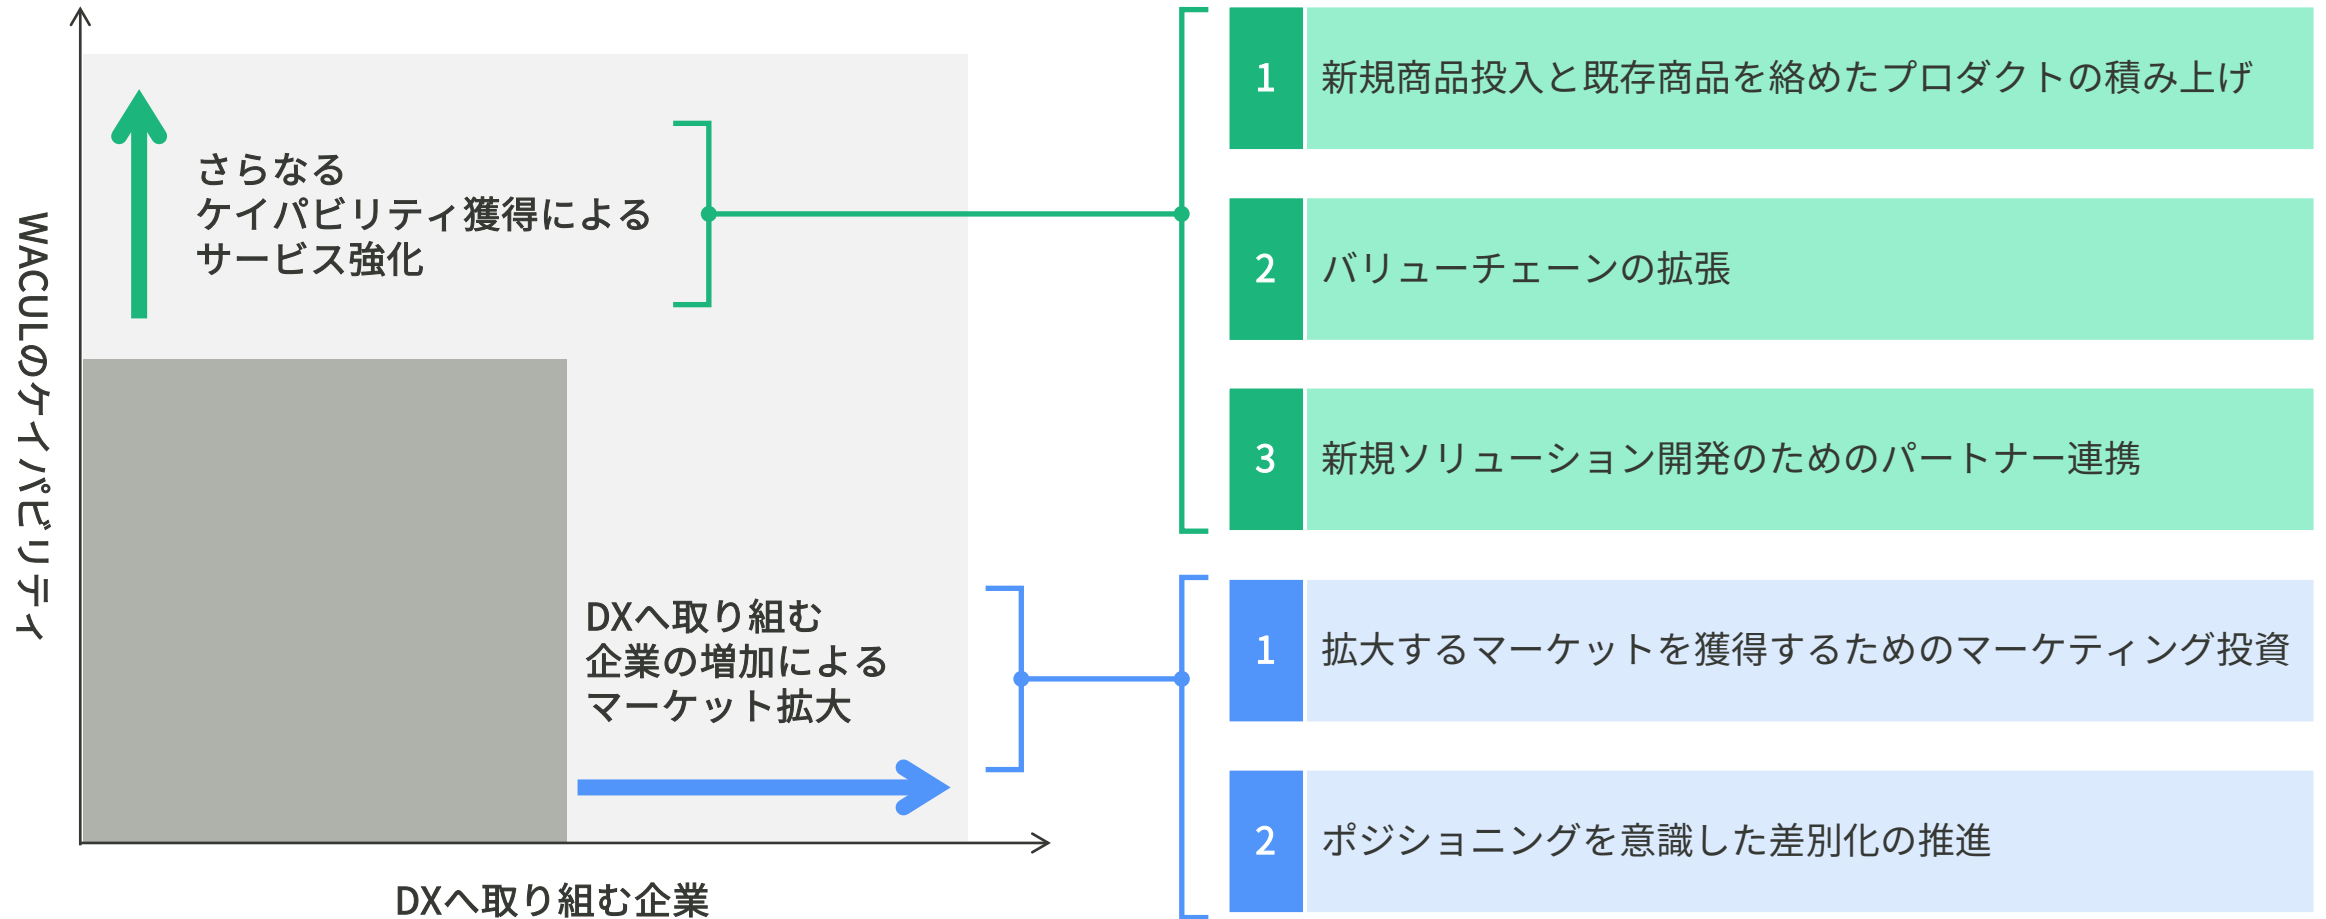 WACULのケイパビリティ
さらなる
ケイパビリティ獲得による
サービス強化
DXへ取り組む
企業の増加による
マーケット拡大
DXへ取り組む企業
1
新規商品投入と既存商品を絡めたプロダクトの積み上げ
2
バリューチェーンの拡張
3
新規ソリューション開発のためのパートナー連携
1
拡大するマーケットを獲得するためのマーケティング投資
2
ポジショニングを意識した差別化の推進